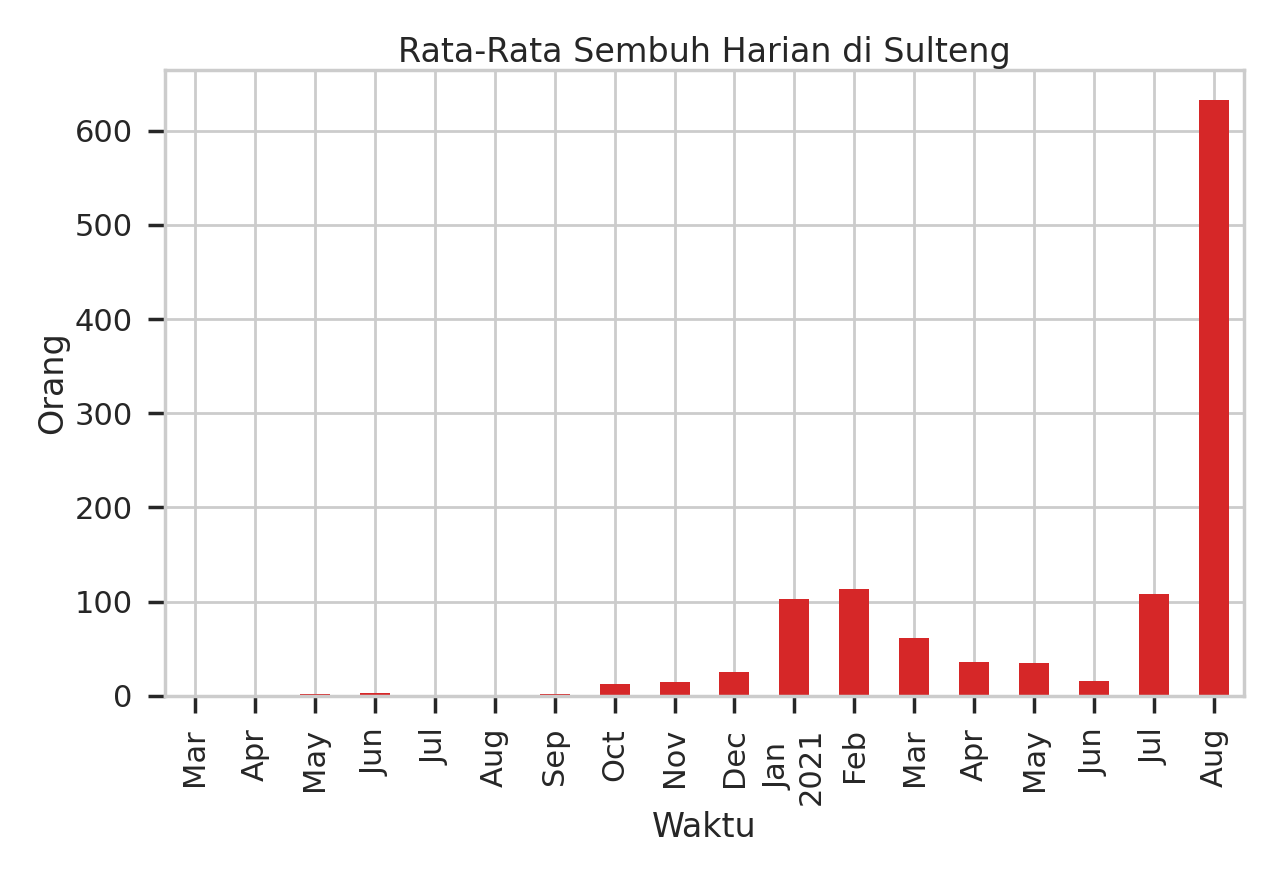 Rata-Rata Sembuh Harian di Sulteng
600
500
400
300
200
100
0
Orang
Mar
Apr
May
Jun
Jul
Aug
Sep
Oct
Nov
Dec
Jan
2021
Feb
Mar
Apr
May
Jun
Jul
Aug
Waktu